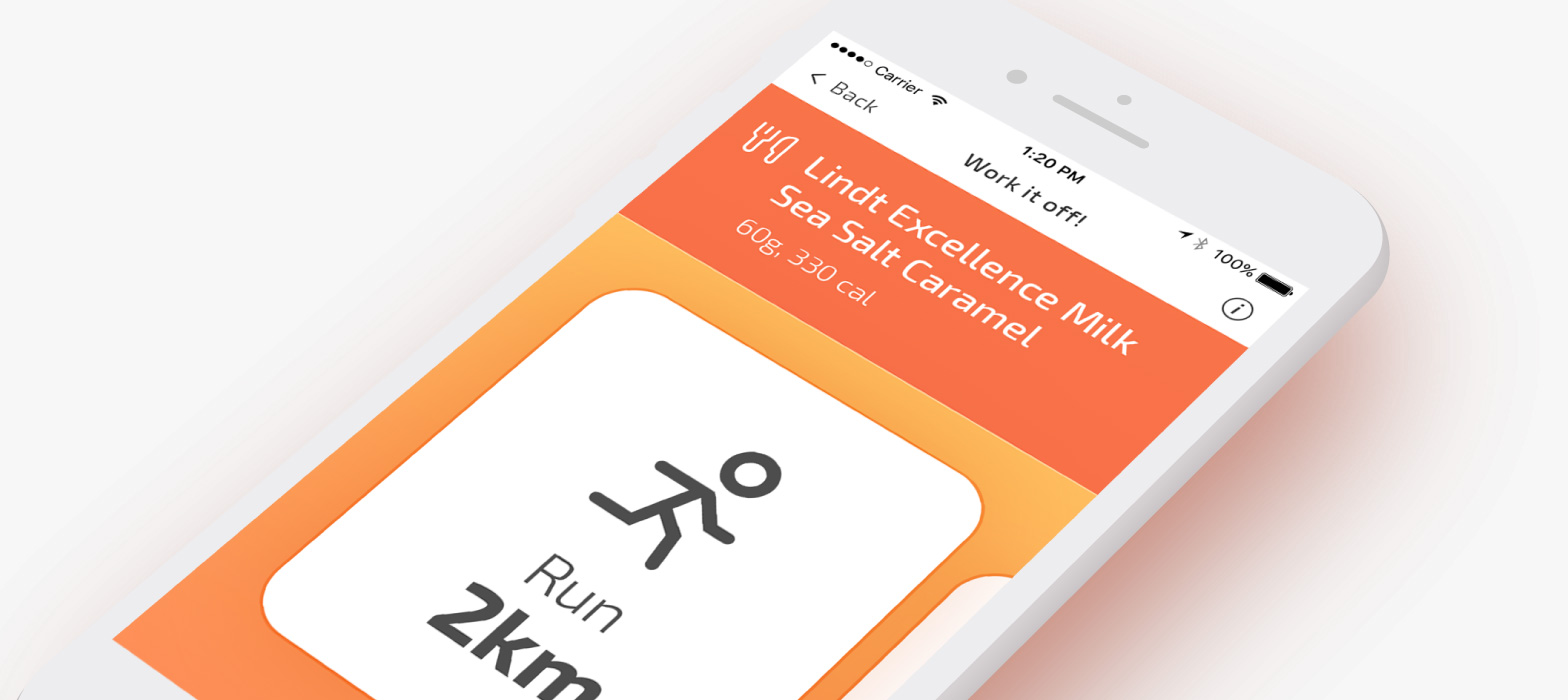 Carrier
1:20 PM
100%
Back
Work it off!
i
Lindt Excellence Milk
Sea Salt Caramel
60g, 330 cal
Run
2km